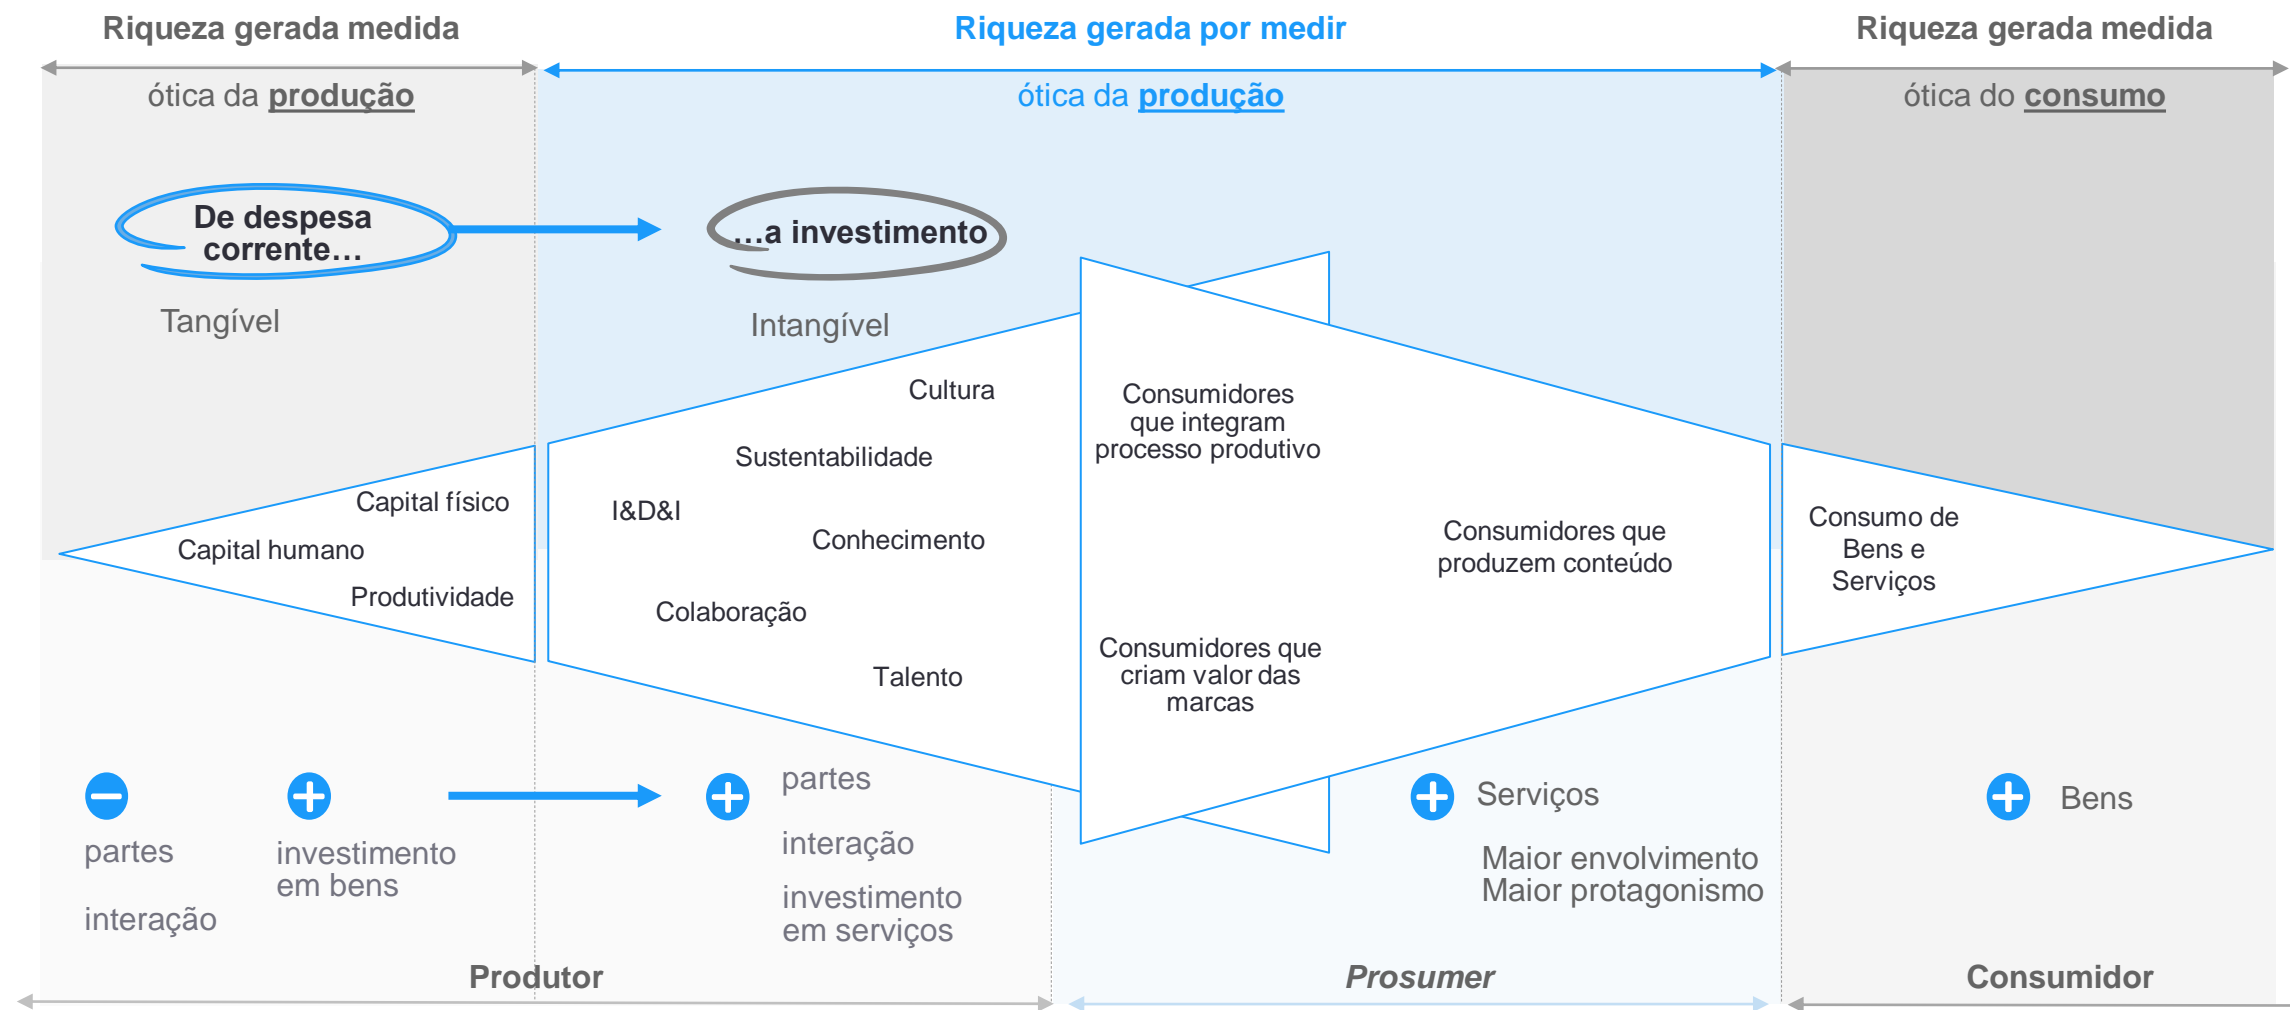 Riqueza gerada medida
Riqueza gerada por medir
Riqueza gerada medida
ótica da produção
ótica da produção
ótica do consumo
De despesa
corrente…
…a investimento
Tangível
Intangível
Cultura
Sustentabilidade
I&D&I
Conhecimento
Colaboração
Talento
Capital físico
Capital humano
Produtividade
Consumidores
que integram
processo produtivo
Consumidores que
produzem conteúdo
Consumidores que
criam valor das
marcas
Consumo de
Bens e
Serviços
partes
interação
investimento
em bens
partes
interação
investimento
em serviços
Serviços
Maior envolvimento
Maior protagonismo
Bens
Produtor
Prosumer
Consumidor